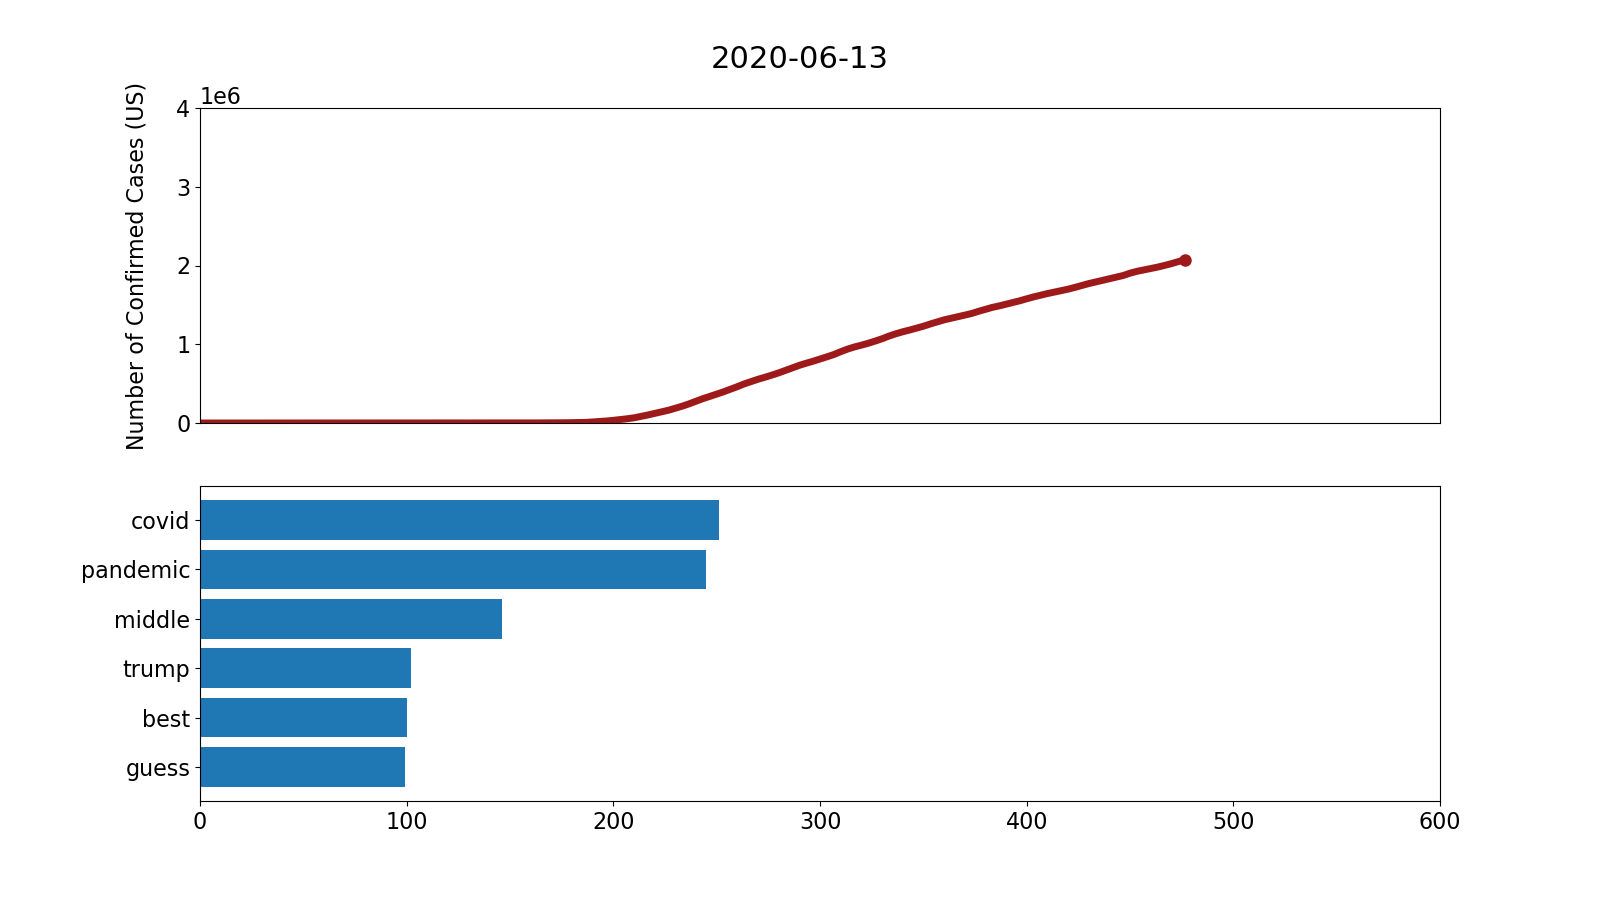 2020-06-13
1e6
4
3
2
1
0
Number of Confirmed Cases (US)
covid
pandemic
middle
trump
best
guess
0 100 200 300 400 500 600